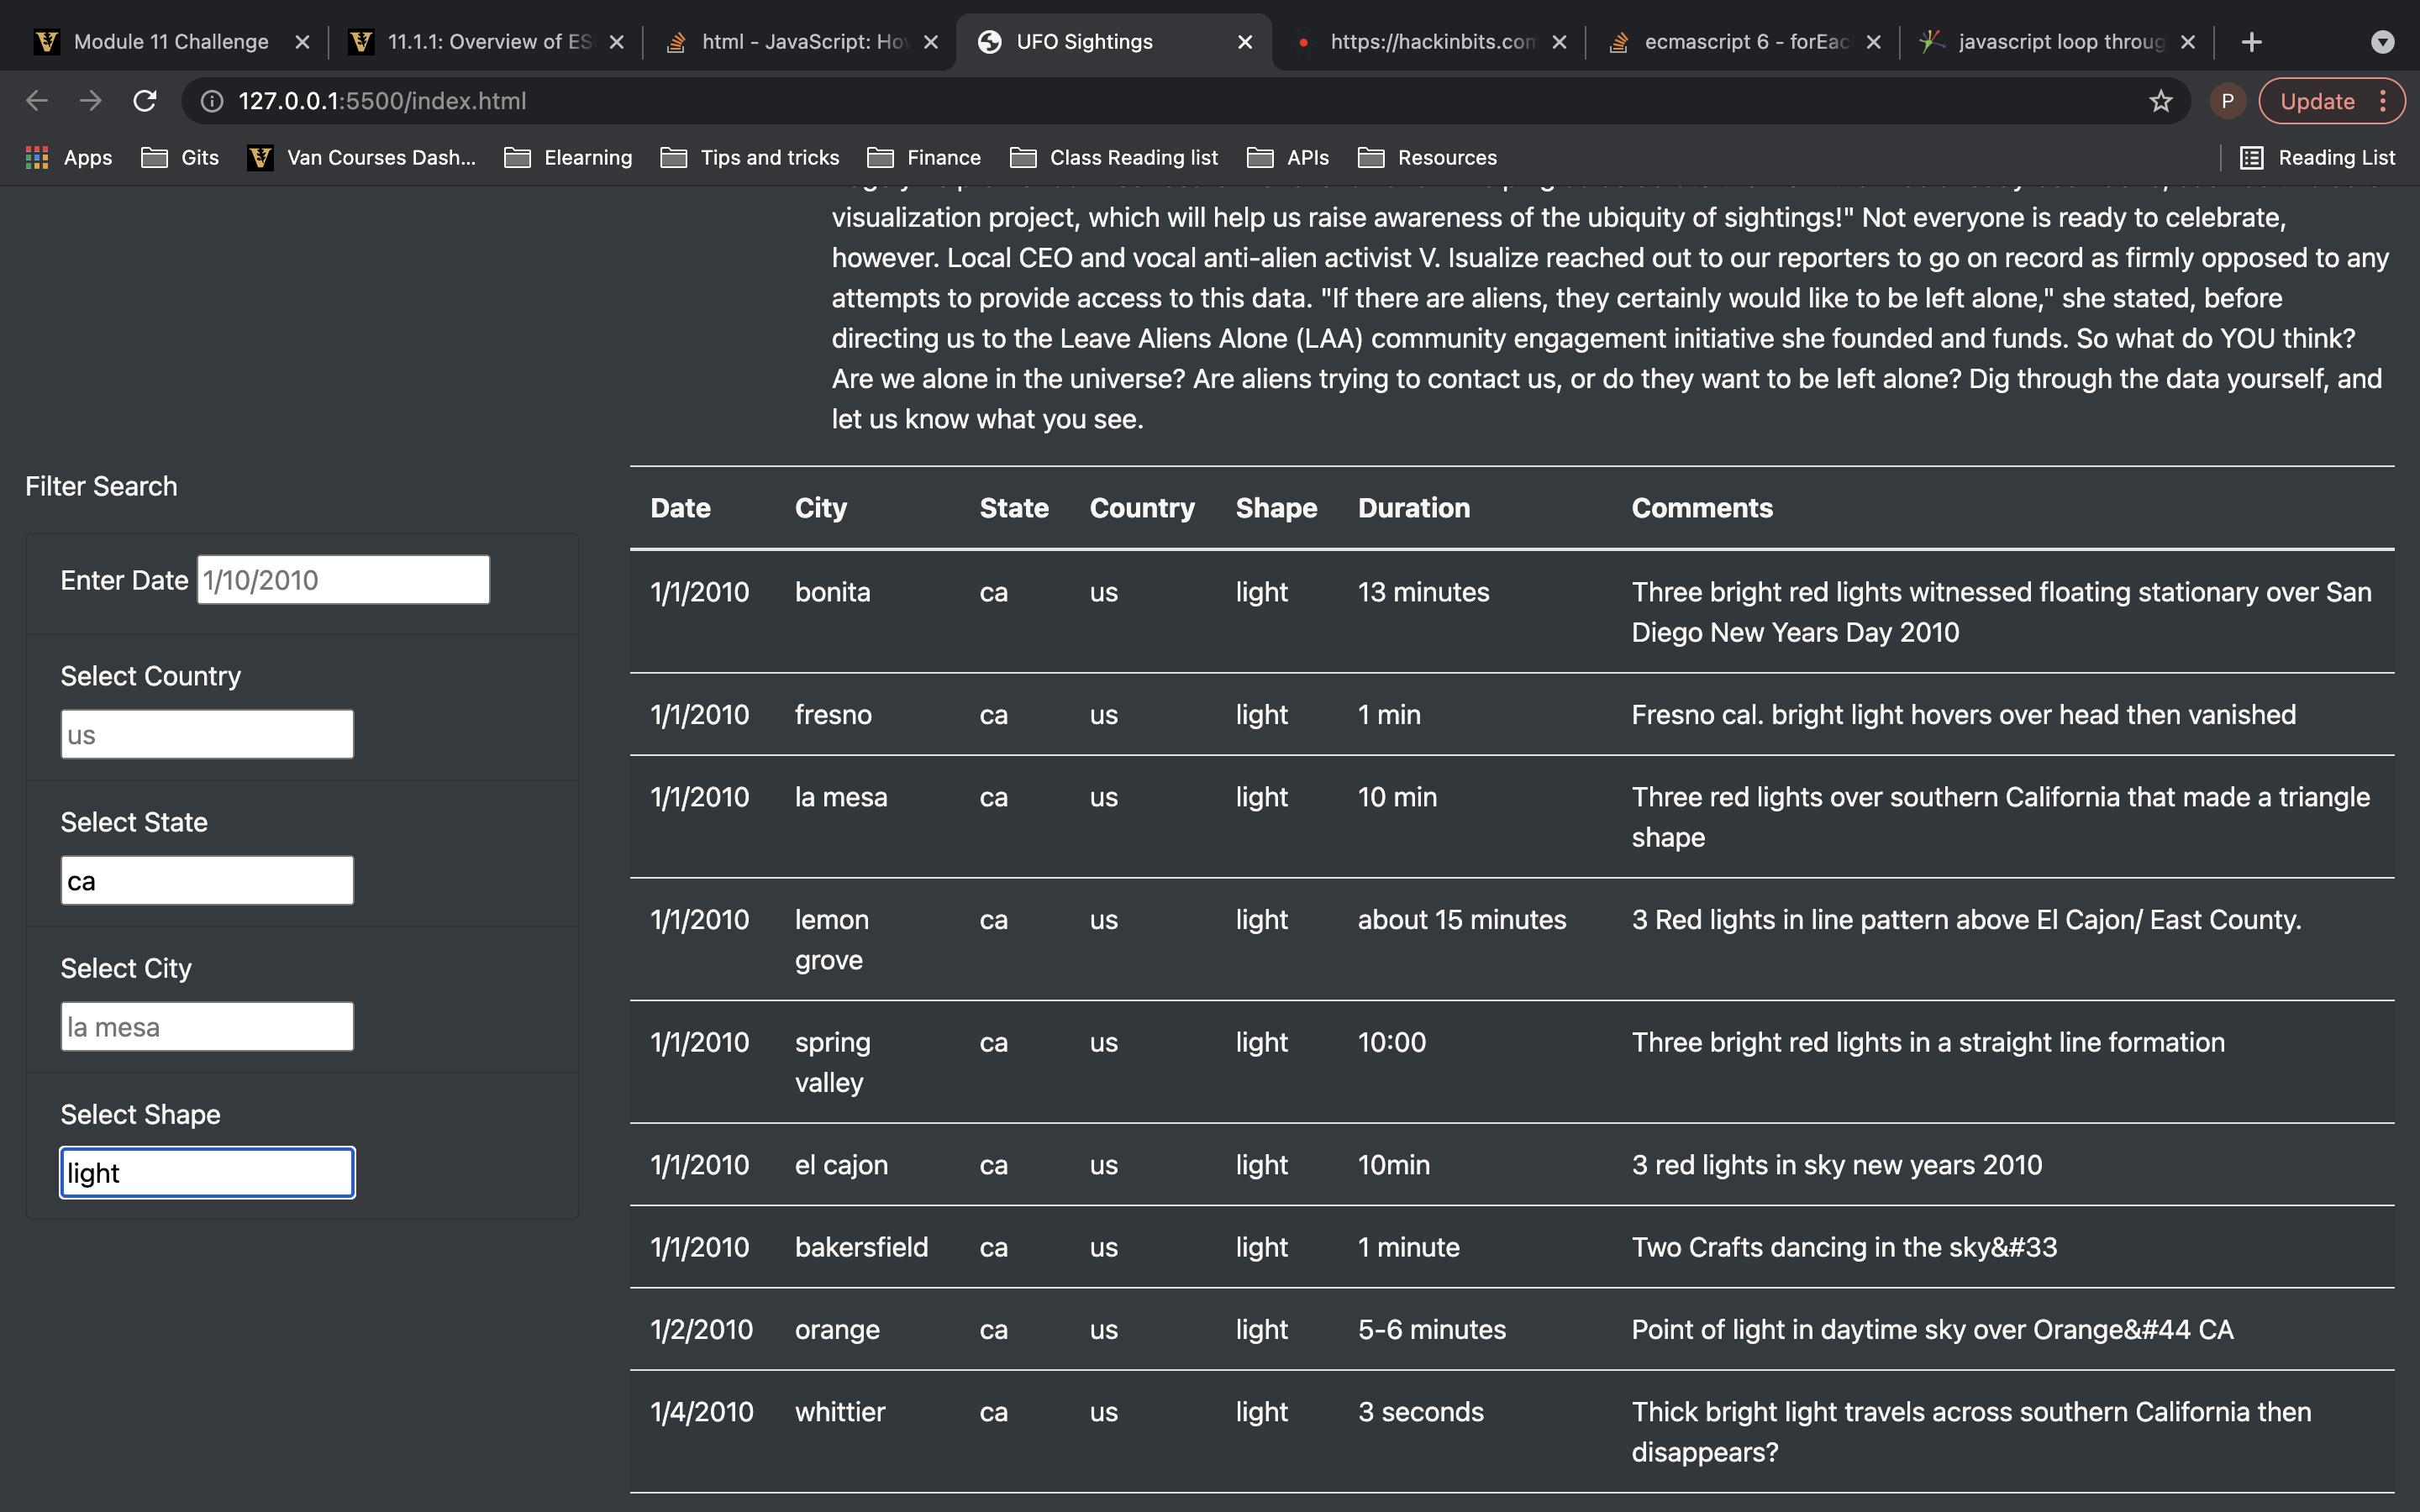 Module 11 Challenge
11.1.1: Overview of ES
html - JavaScript: Ho
UFO Sightings
https://hackinbits.com
ecmascript 6 - forEac
javascript loop throug
127.0.0.1:5500/index.html
P
Update
Apps
Gits
Van Courses Dash...
Elearning
Tips and tricks
Finance
Class Reading list
APIs
Resources
Reading List
visualization project, which will help us raise awareness of the ubiquity of sightings!" Not everyone is ready to celebrate,
however. Local CEO and vocal anti-alien activist V. Isualize reached out to our reporters to go on record as firmly opposed to any
attempts to provide access to this data. "If there are aliens, they certainly would like to be left alone," she stated, before
directing us to the Leave Aliens Alone (LAA) community engagement initiative she founded and funds. So what do YOU think?
Are we alone in the universe? Are aliens trying to contact us, or do they want to be left alone? Dig through the data yourself, and
let us know what you see.
Filter Search
Enter Date 1/10/2010
Select Country
us
Select State
ca
Select City
la mesa
Select Shape
light
Date City State Country Shape Duration Comments
1/1/2010 bonita ca us light 13 minutes Three bright red lights witnessed floating stationary over San
Diego New Years Day 2010
1/1/2010 fresno ca us light 1 min Fresno cal. bright light hovers over head then vanished
1/1/2010 la mesa ca us light 10 min Three red lights over southern California that made a triangle
shape
1/1/2010 lemon ca us light about 15 minutes 3 Red lights in line pattern above El Cajon/ East County.
grove
1/1/2010 spring ca us light 10:00 Three bright red lights in a straight line formation
valley
1/1/2010 el cajon ca us light 10min 3 red lights in sky new years 2010
1/1/2010 bakersfield ca us light 1 minute Two Crafts dancing in the sky&#33
1/2/2010 orange ca us light 5-6 minutes Point of light in daytime sky over Orange&#44 CA
1/4/2010 whittier ca us light 3 seconds Thick bright light travels across southern California then
disappears?